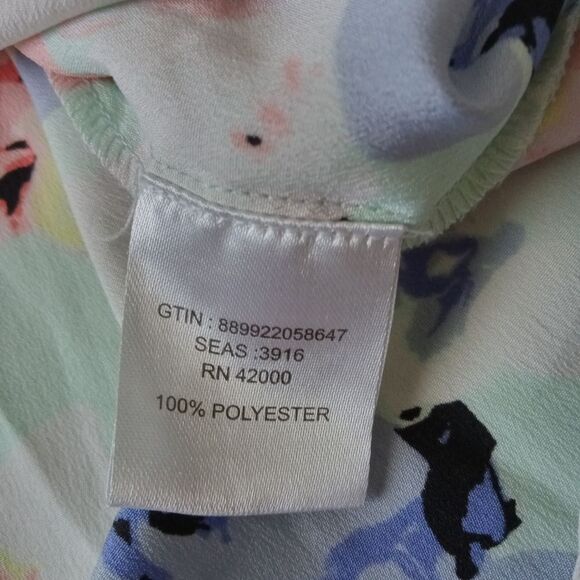 GTIN : 889922058647
SEAS :3916
RN 42000
100% POLYESTER